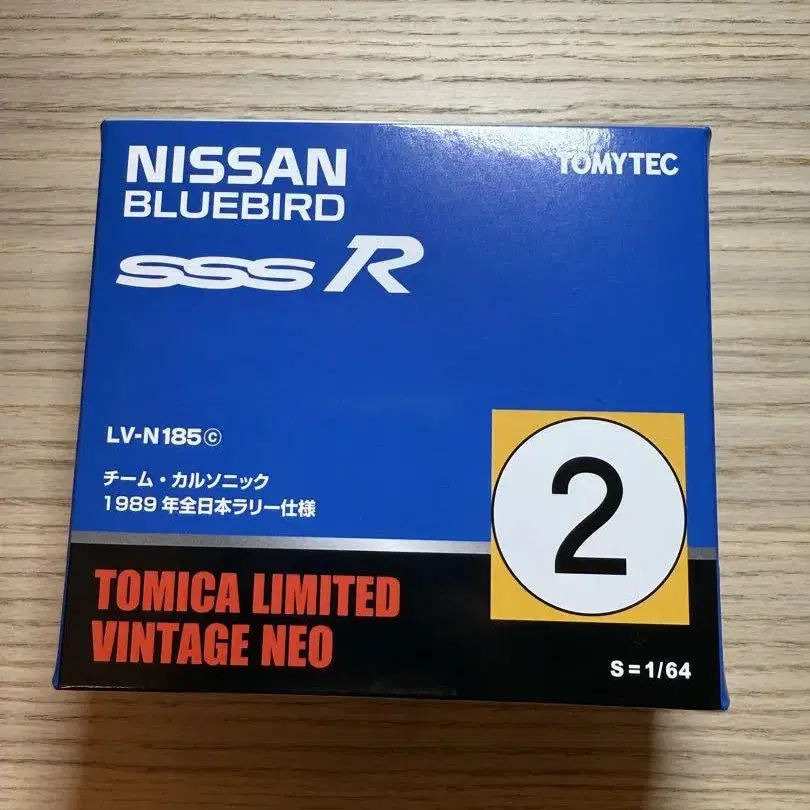 NISSAN
BLUEBIRD
TOMYTEC
SSS R
LV-N185ⓒ
チーム・カルソニック
1989年全日本ラリー仕様
2
TOMICA LIMITED
VINTAGE NEO
S=1/64